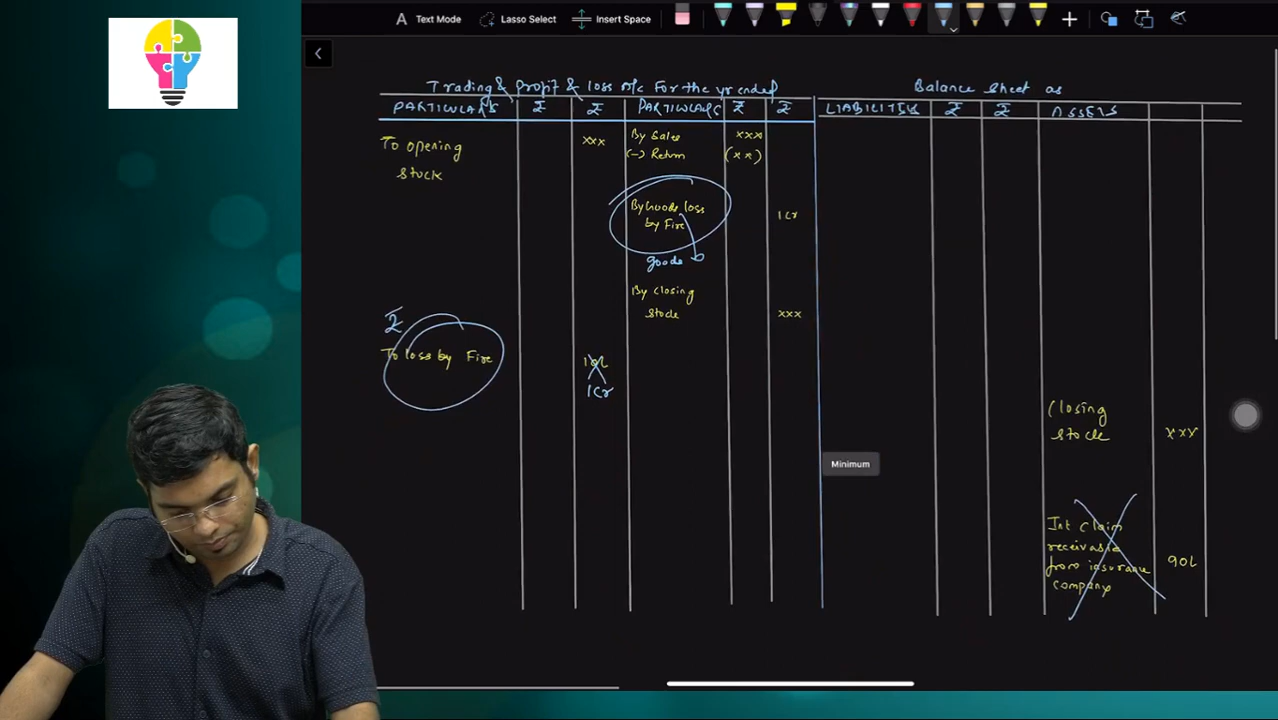 Text Mode
Lasso Select
Insert Space
Trading & Profit & loss A/c For the yr ended
Balance sheet as
PARTICULARS ₹ ₹ PARTICULARS ₹ ₹ LIABILITIES ₹ ₹ ASSETS
To opening
stock
xxx
By Sales
xxx
(-) Return
(xx)
By Goods loss
by Fire
1Cr
goods
By Closing
stock
xxx
To loss by Fire
10L
1Cr
Closing
stock
xxx
Minimum
Int claim
receivable
from insurance
company
90L